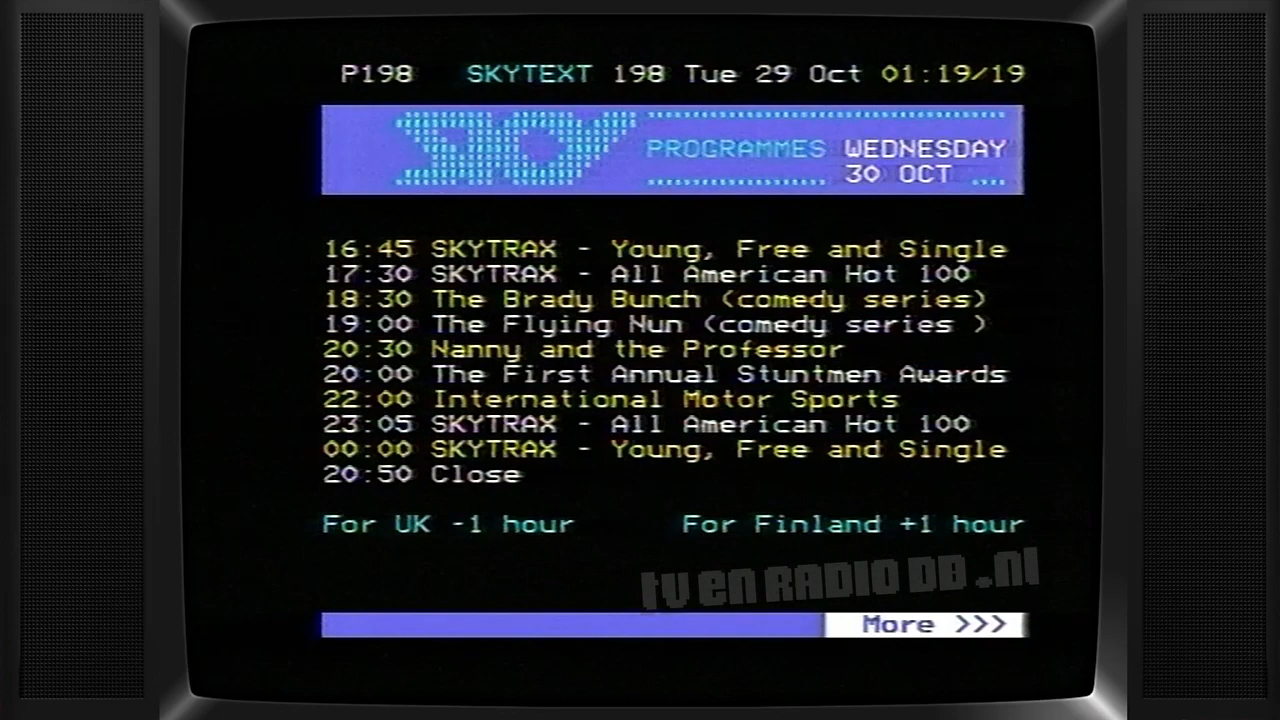 P198 SKYTEXT 198 Tue 29 Oct 01:19/19
SKY PROGRAMMES WEDNESDAY
30 OCT
16:45 SKYTRAX - Young, Free and Single
17:30 SKYTRAX - All American Hot 100
18:30 The Brady Bunch (comedy series)
19:00 The Flying Nun (comedy series )
20:30 Nanny and the Professor
20:00 The First Annual Stuntmen Awards
22:00 International Motor Sports
23:05 SKYTRAX - All American Hot 100
00:00 SKYTRAX - Young, Free and Single
20:50 Close
For UK -1 hour For Finland +1 hour
tv en RADIO DB .nl
More >>>